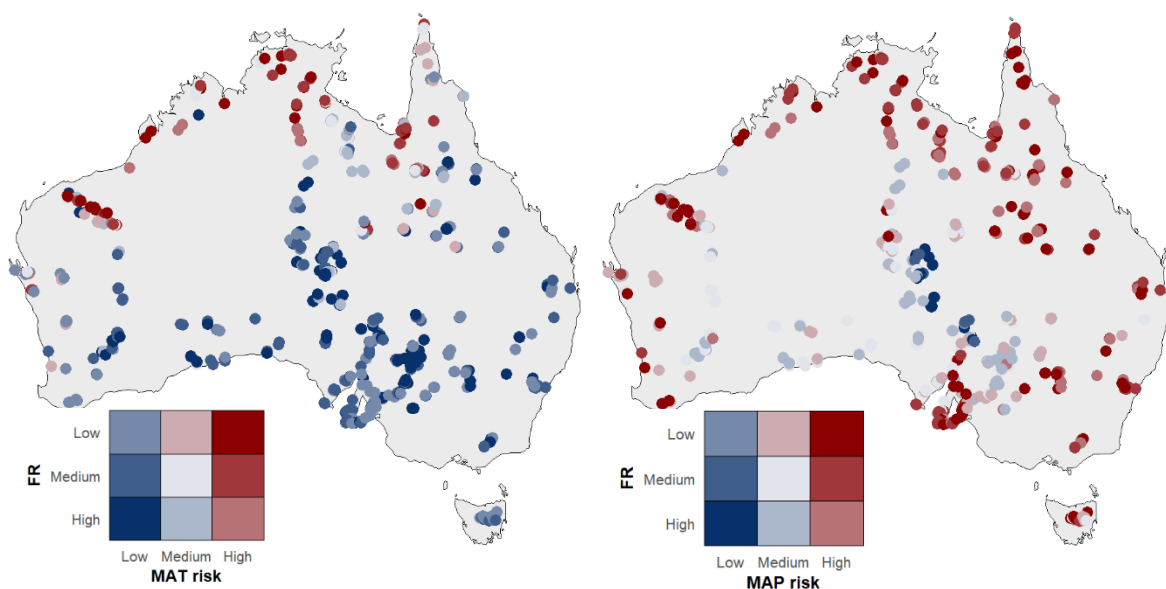 FR
Low
Medium
High
Low Medium High
MAT risk
FR
Low
Medium
High
Low Medium High
MAP risk